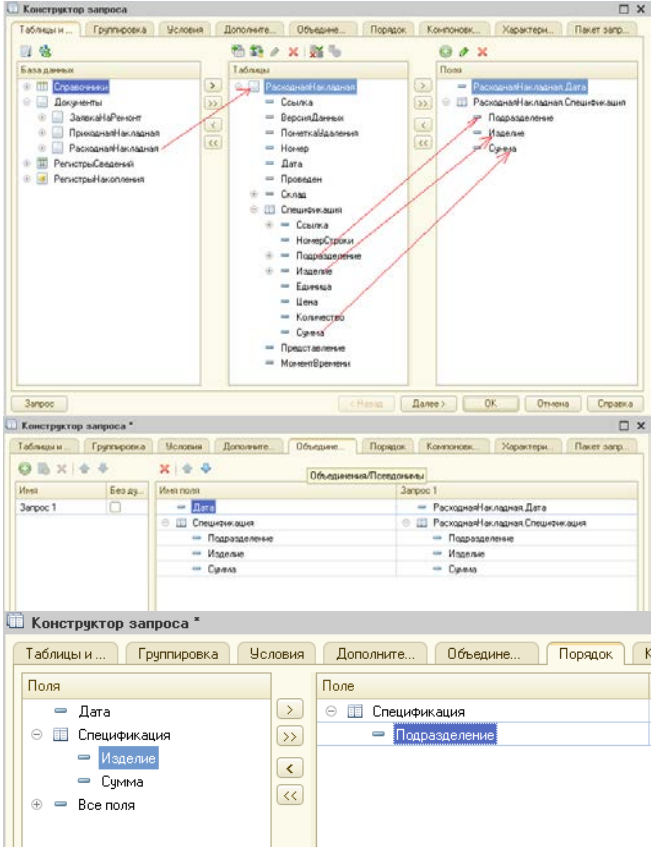 Конструктор запроса
Таблицы и ... Группировка Условия Дополните... Объедине... Порядок Компоновк... Характери... Пакет запр...
База данных
Справочники
Документы
ЗаявкаНаРемонт
ПриходнаяНакладная
РасходнаяНакладная
РегистрыСведений
РегистрыНакопления
Таблицы
РасходнаяНакладная
Ссылка
ВерсияДанных
ПометкаУдаления
Номер
Дата
Проведен
Склад
Спецификация
Ссылка
НомерСтроки
Подразделение
Изделие
Единица
Цена
Количество
Сумма
Представление
МоментВремени
Поля
РасходнаяНакладная.Дата
РасходнаяНакладная.Спецификация
Подразделение
Изделие
Сумма
Запрос < Назад Далее > ОК Отмена Справка
Конструктор запроса *
Таблицы и ... Группировка Условия Дополните... Объедине... Порядок Компоновк... Характери... Пакет запр...
Объединения/Псевдонимы
Имя Без ду... Имя поля Запрос 1
Запрос 1 Дата РасходнаяНакладная.Дата
Спецификация РасходнаяНакладная.Спецификация
Подразделение Подразделение
Изделие Изделие
Сумма Сумма
Конструктор запроса *
Таблицы и ... Группировка Условия Дополните... Объедине... Порядок К
Поля Поле
Дата Спецификация
Спецификация Подразделение
Изделие
Сумма
Все поля